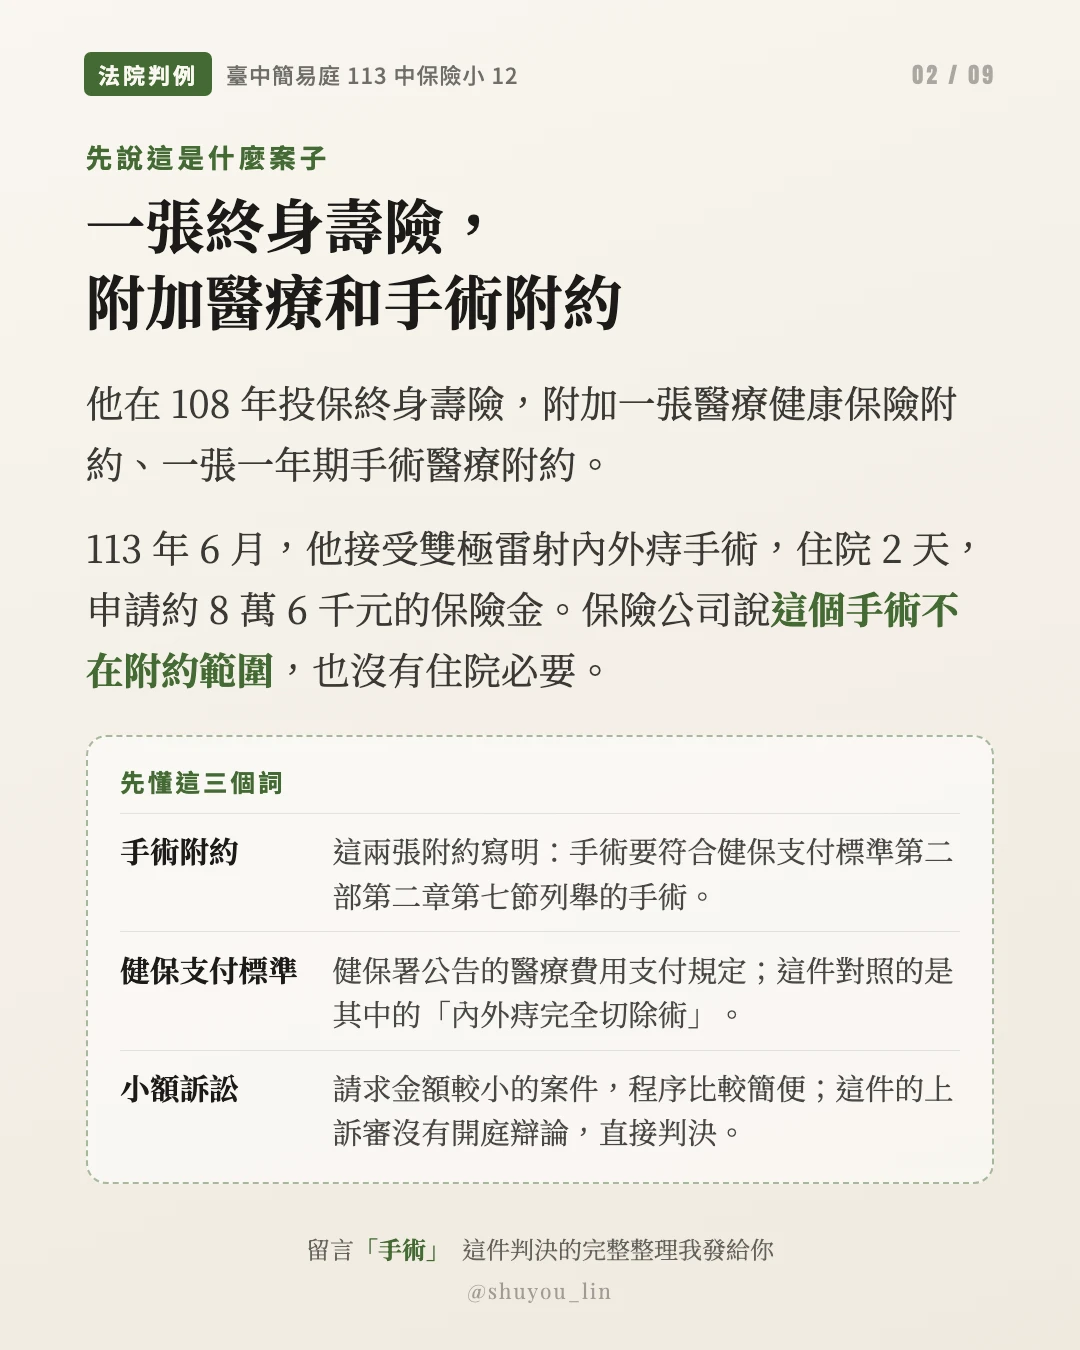 法院判例 臺中簡易庭 113 中保險小 12 02 / 09
先說這是什麼案子
一張終身壽險，
附加醫療和手術附約
他在 108 年投保終身壽險，附加一張醫療健康保險附
約、一張一年期手術醫療附約。
113 年 6 月，他接受雙極雷射內外痔手術，住院 2 天，
申請約 8 萬 6 千元的保險金。保險公司說這個手術不
在附約範圍，也沒有住院必要。
先懂這三個詞
手術附約 這兩張附約寫明：手術要符合健保支付標準第二
部第二章第七節列舉的手術。
健保支付標準 健保署公告的醫療費用支付規定；這件對照的是
其中的「內外痔完全切除術」。
小額訴訟 請求金額較小的案件，程序比較簡便；這件的上
訴審沒有開庭辯論，直接判決。
留言「手術」 這件判決的完整整理我發給你
@shuyou_lin